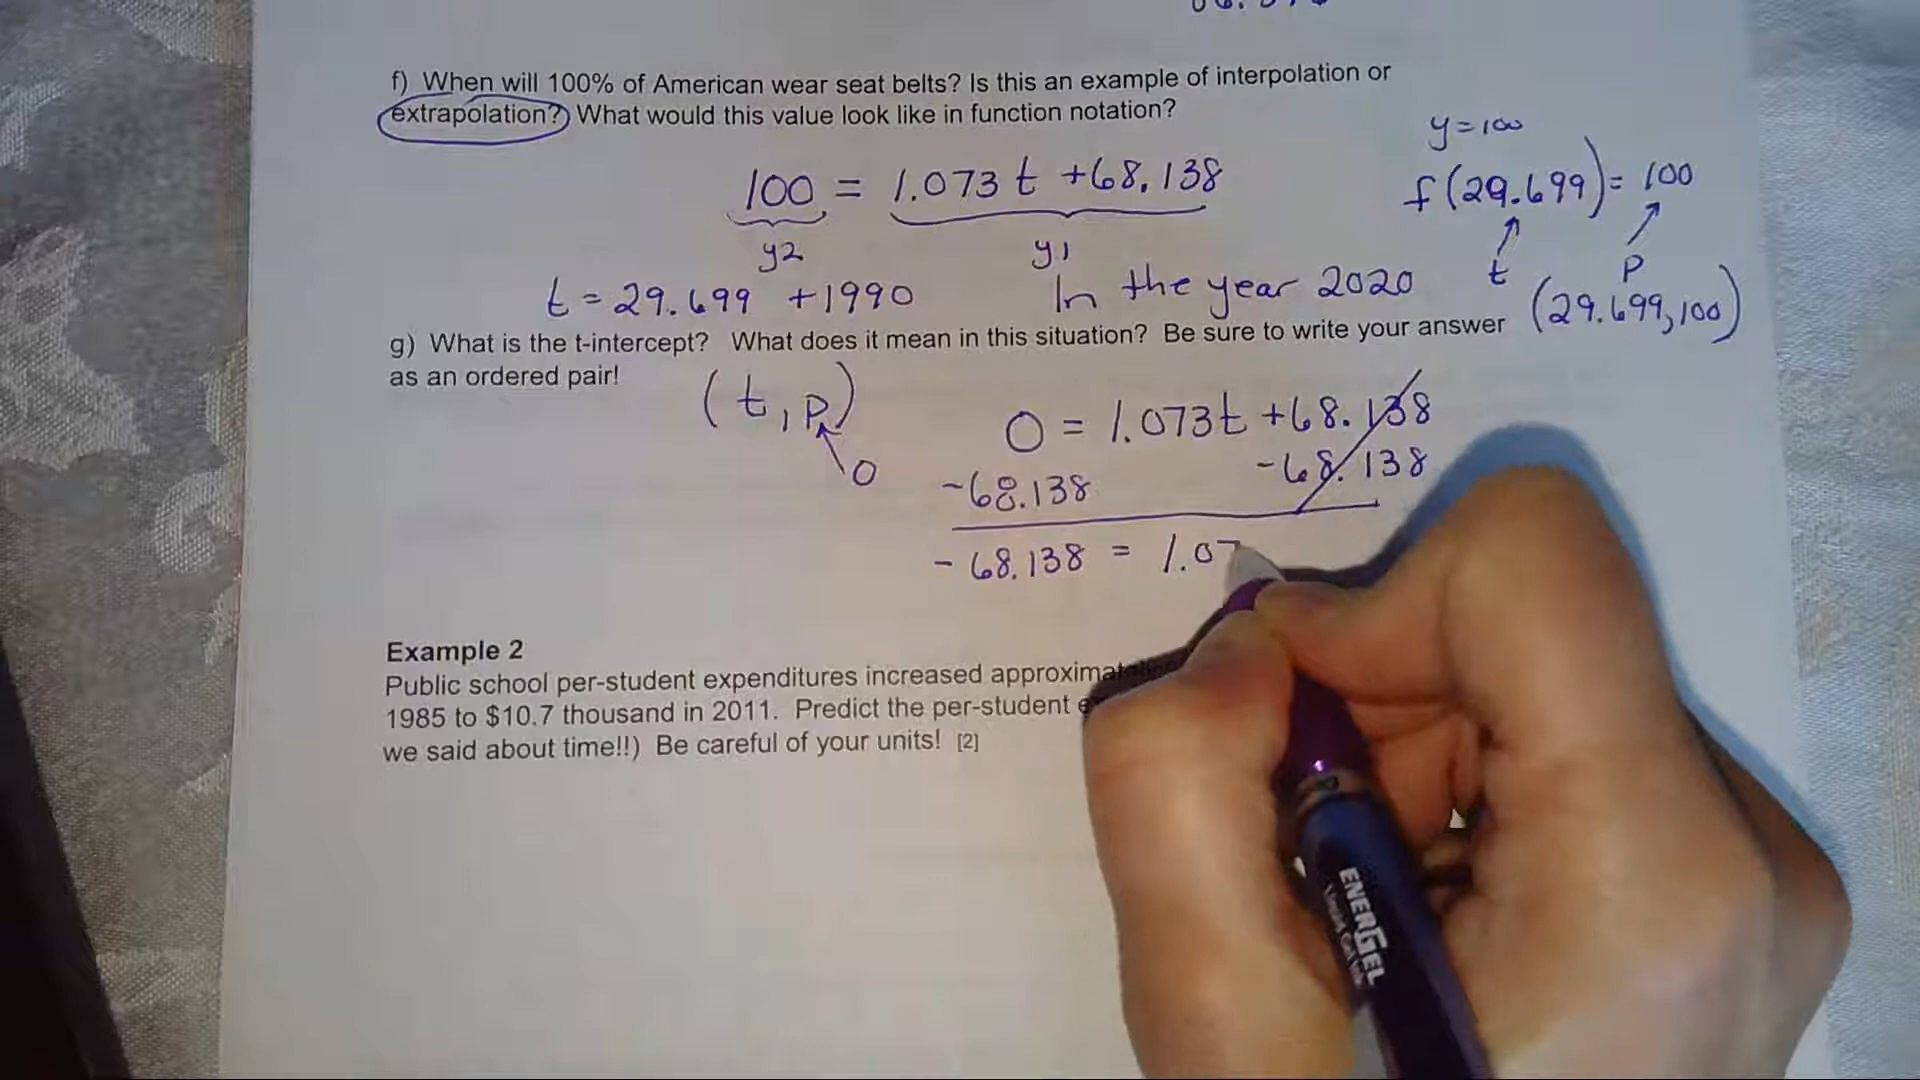 f) When will 100% of American wear seat belts? Is this an example of interpolation or
extrapolation? What would this value look like in function notation?
y = 100
100 = 1.073 t + 68.138
f(29.699) = 100
y2
y1
t
P
t = 29.699 + 1990
In the year 2020
(29.699, 100)
g) What is the t-intercept? What does it mean in this situation? Be sure to write your answer
as an ordered pair!
(t, P)
0
0 = 1.073t + 68.138
-68.138
-68.138
- 68.138 = 1.07
Example 2
Public school per-student expenditures increased
1985 to $10.7 thousand in 2011. Predict the per-student
we said about time!!) Be careful of your units! [2]
ENERGEL